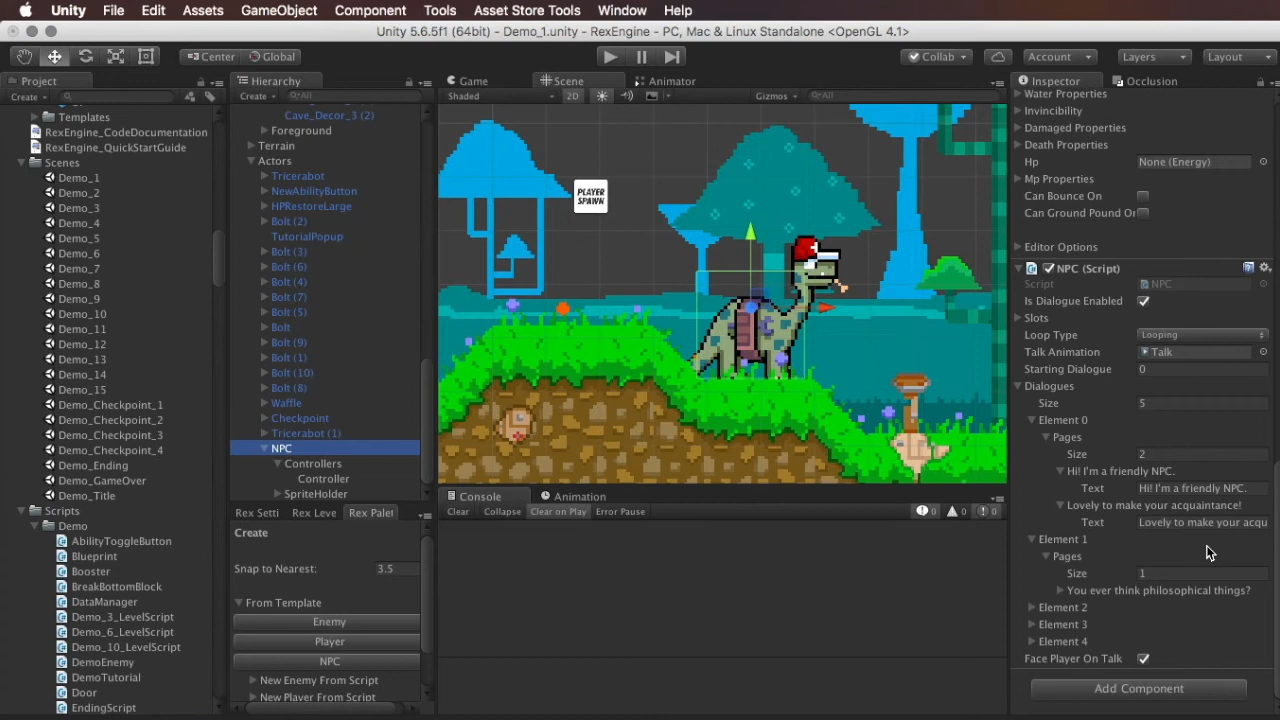 Unity File Edit Assets GameObject Component Tools Asset Store Tools Window Help
Unity 5.6.5f1 (64bit) - Demo_1.unity - RexEngine - PC, Mac & Linux Standalone <OpenGL 4.1>
Center Global Collab Account Layers Layout
Project
Create
Templates
RexEngine_CodeDocumentation
RexEngine_QuickStartGuide
Scenes
Demo_1
Demo_2
Demo_3
Demo_4
Demo_5
Demo_6
Demo_7
Demo_8
Demo_9
Demo_10
Demo_11
Demo_12
Demo_13
Demo_14
Demo_15
Demo_Checkpoint_1
Demo_Checkpoint_2
Demo_Checkpoint_3
Demo_Checkpoint_4
Demo_Ending
Demo_GameOver
Demo_Title
Scripts
Demo
AbilityToggleButton
Blueprint
Booster
BreakBottomBlock
DataManager
Demo_3_LevelScript
Demo_6_LevelScript
Demo_10_LevelScript
DemoEnemy
DemoTutorial
Door
EndingScript
Hierarchy
Create All
Cave_Decor_3 (2)
Foreground
Terrain
Actors
Tricerabot
NewAbilityButton
HPRestoreLarge
Bolt (2)
TutorialPopup
Bolt (3)
Bolt (6)
Bolt (4)
Bolt (7)
Bolt (5)
Bolt
Bolt (9)
Bolt (1)
Bolt (10)
Bolt (8)
Waffle
Checkpoint
Tricerabot (1)
NPC
Controllers
Controller
SpriteHolder
Rex Setti Rex Leve Rex Palet
Create
Snap to Nearest: 3.5
From Template
Enemy
Player
NPC
New Enemy From Script
New Player From Script
Game Scene Animator
Shaded 2D Gizmos All
PLAYER
SPAWN
Console Animation
Clear Collapse Clear on Play Error Pause 0 0 0
Inspector Occlusion
Water Properties
Invincibility
Damaged Properties
Death Properties
Hp None (Energy)
Mp Properties
Can Bounce On
Can Ground Pound Or
Editor Options
NPC (Script)
Script NPC
Is Dialogue Enabled
Slots
Loop Type Looping
Talk Animation Talk
Starting Dialogue 0
Dialogues
Size 5
Element 0
Pages
Size 2
Hi! I'm a friendly NPC.
Text Hi! I'm a friendly NPC.
Lovely to make your acquaintance!
Text Lovely to make your acqu
Element 1
Pages
Size 1
You ever think philosophical things?
Element 2
Element 3
Element 4
Face Player On Talk
Add Component